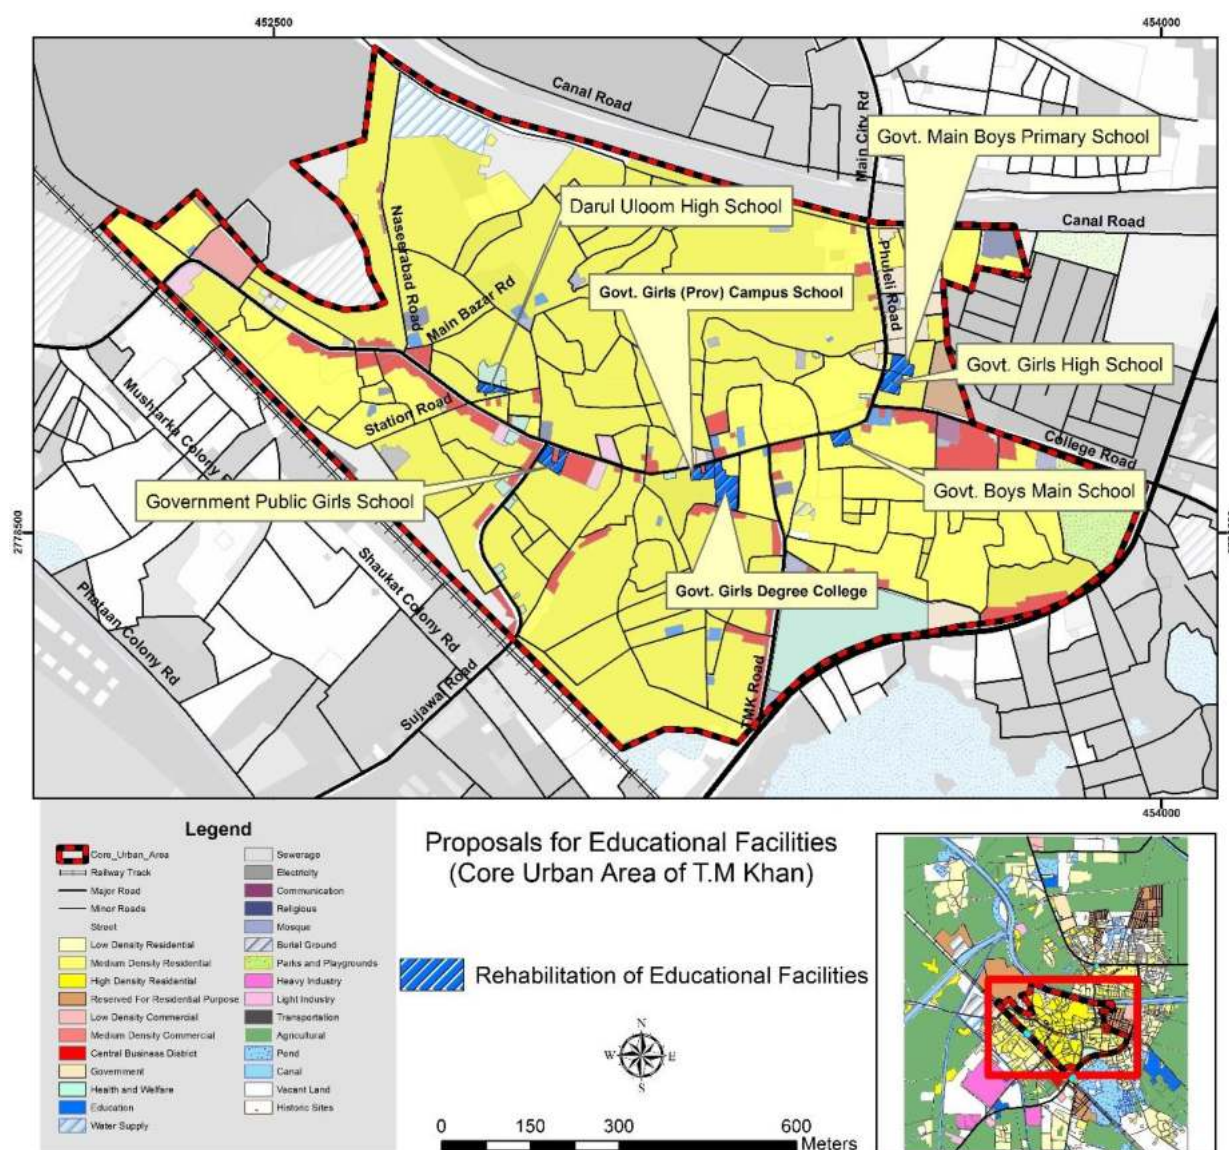 452500
454000
Canal Road
Main City Rd
Govt. Main Boys Primary School
Darul Uloom High School
Canal Road
Naseerabad Road
Phuleli Road
Main Bazar Rd
Govt. Girls (Prov) Campus School
Govt. Girls High School
Station Road
Mushtarka Colony
College Road
Government Public Girls School
Govt. Boys Main School
2778500
Shaukat Colony Rd
Govt. Girls Degree College
Phataan Colony Rd
Sujawal Road
TMK Road
454000
Legend
Core_Urban_Area
Railway Track
Major Road
Minor Roads
Street
Low Density Residential
Medium Density Residential
High Density Residential
Reserved For Residential Purpose
Low Density Commercial
Medium Density Commercial
Central Business District
Government
Health and Welfare
Education
Water Supply
Sewerage
Electricity
Communication
Religious
Mosque
Burial Ground
Parks and Playgrounds
Heavy Industry
Light Industry
Transportation
Agricultural
Pond
Canal
Vacant Land
Historic Sites
Proposals for Educational Facilities
(Core Urban Area of T.M Khan)
Rehabilitation of Educational Facilities
N
W E
S
0 150 300 600
Meters